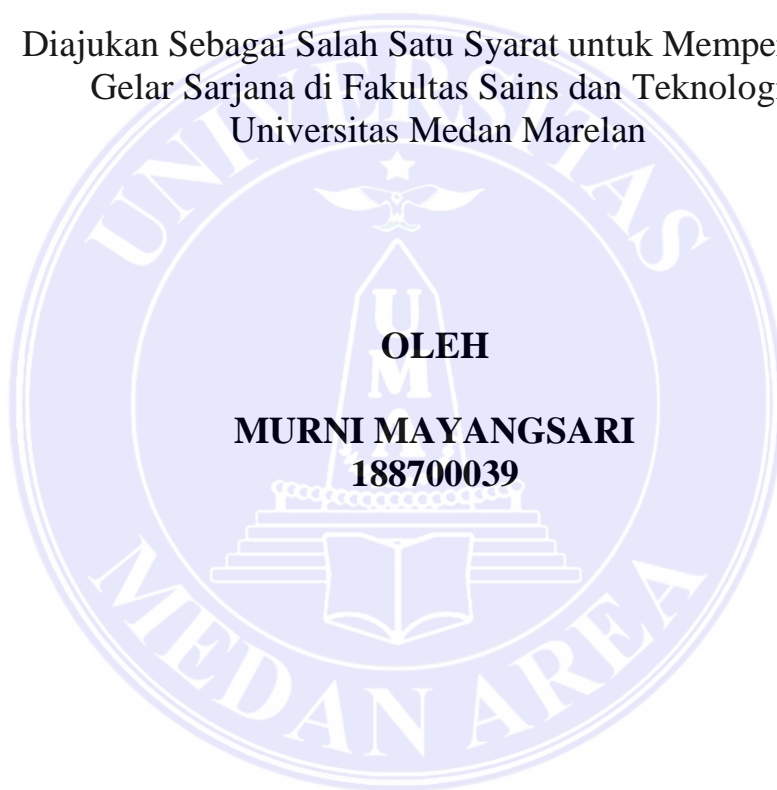 Diajukan Sebagai Salah Satu Syarat untuk Mempe
Gelar Sarjana di Fakultas Sains dan Teknologi
Universitas Medan Marelan
UNIVERSITAS
U
M
A
OLEH
MURNI MAYANGSARI
188700039
MEDAN AREA